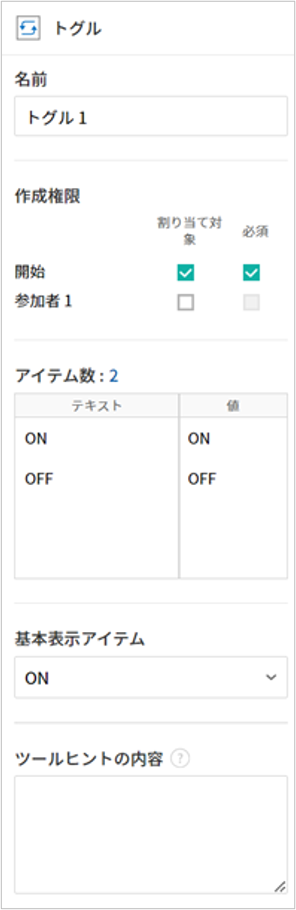 トグル
名前
トグル 1
作成権限
割り当て対
象
必須
開始
参加者 1
アイテム数 : 2
テキスト 値
ON ON
OFF OFF
基本表示アイテム
ON
ツールヒントの内容 ?